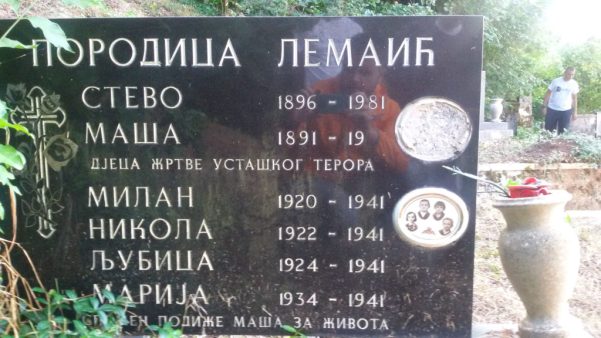 ПОРОДИЦА ЛЕМАИЋ
СТЕВО 1896 - 1981
МАША 1891 - 19
ДЈЕЦА ЖРТВЕ УСТАШКОГ ТЕРОРА
МИЛАН 1920 - 1941
НИКОЛА 1922 - 1941
ЉУБИЦА 1924 - 1941
МАРИЈА 1934 - 1941
ПОДИЖЕ МАША ЗА ЖИВОТА